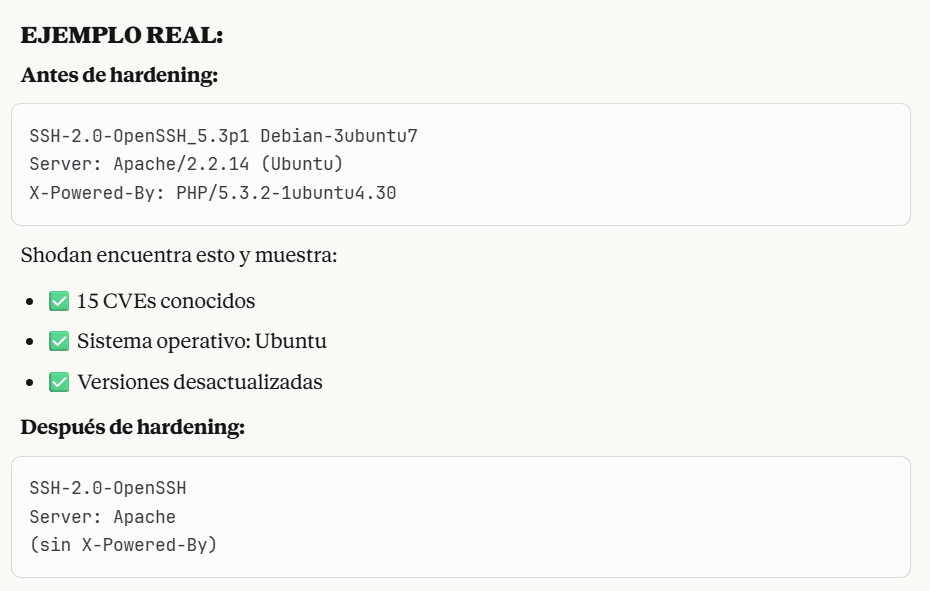 EJEMPLO REAL:
Antes de hardening:
SSH-2.0-OpenSSH_5.3p1 Debian-3ubuntu7
Server: Apache/2.2.14 (Ubuntu)
X-Powered-By: PHP/5.3.2-1ubuntu4.30
Shodan encuentra esto y muestra:
• ✅ 15 CVEs conocidos
• ✅ Sistema operativo: Ubuntu
• ✅ Versiones desactualizadas
Después de hardening:
SSH-2.0-OpenSSH
Server: Apache
(sin X-Powered-By)